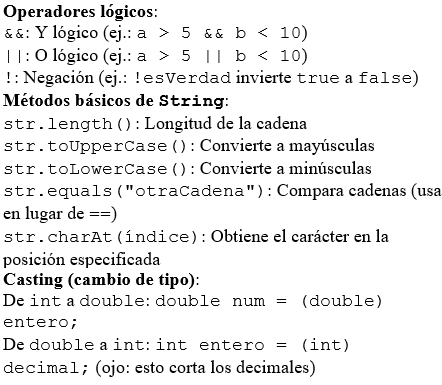 Operadores lógicos:
&&: Y lógico (ej.: a > 5 && b < 10)
||: O lógico (ej.: a > 5 || b < 10)
!: Negación (ej.: !esVerdad invierte true a false)
Métodos básicos de String:
str.length(): Longitud de la cadena
str.toUpperCase(): Convierte a mayúsculas
str.toLowerCase(): Convierte a minúsculas
str.equals("otraCadena"): Compara cadenas (usa
en lugar de ==)
str.charAt(índice): Obtiene el carácter en la
posición especificada
Casting (cambio de tipo):
De int a double: double num = (double)
entero;
De double a int: int entero = (int)
decimal; (ojo: esto corta los decimales)